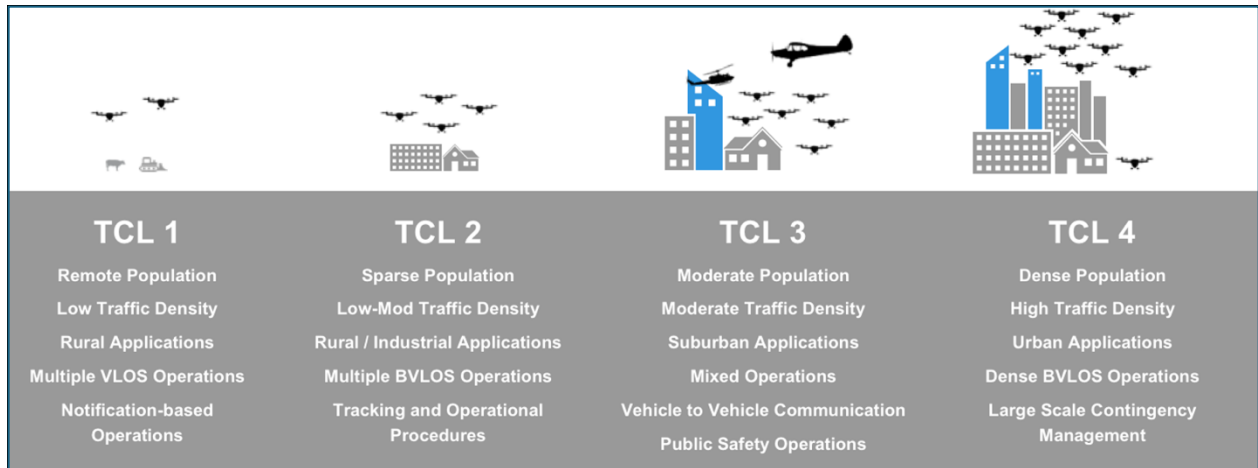 TCL 1
Remote Population
Low Traffic Density
Rural Applications
Multiple VLOS Operations
Notification-based
Operations
TCL 2
Sparse Population
Low-Mod Traffic Density
Rural / Industrial Applications
Multiple BVLOS Operations
Tracking and Operational
Procedures
TCL 3
Moderate Population
Moderate Traffic Density
Suburban Applications
Mixed Operations
Vehicle to Vehicle Communication
Public Safety Operations
TCL 4
Dense Population
High Traffic Density
Urban Applications
Dense BVLOS Operations
Large Scale Contingency
Management